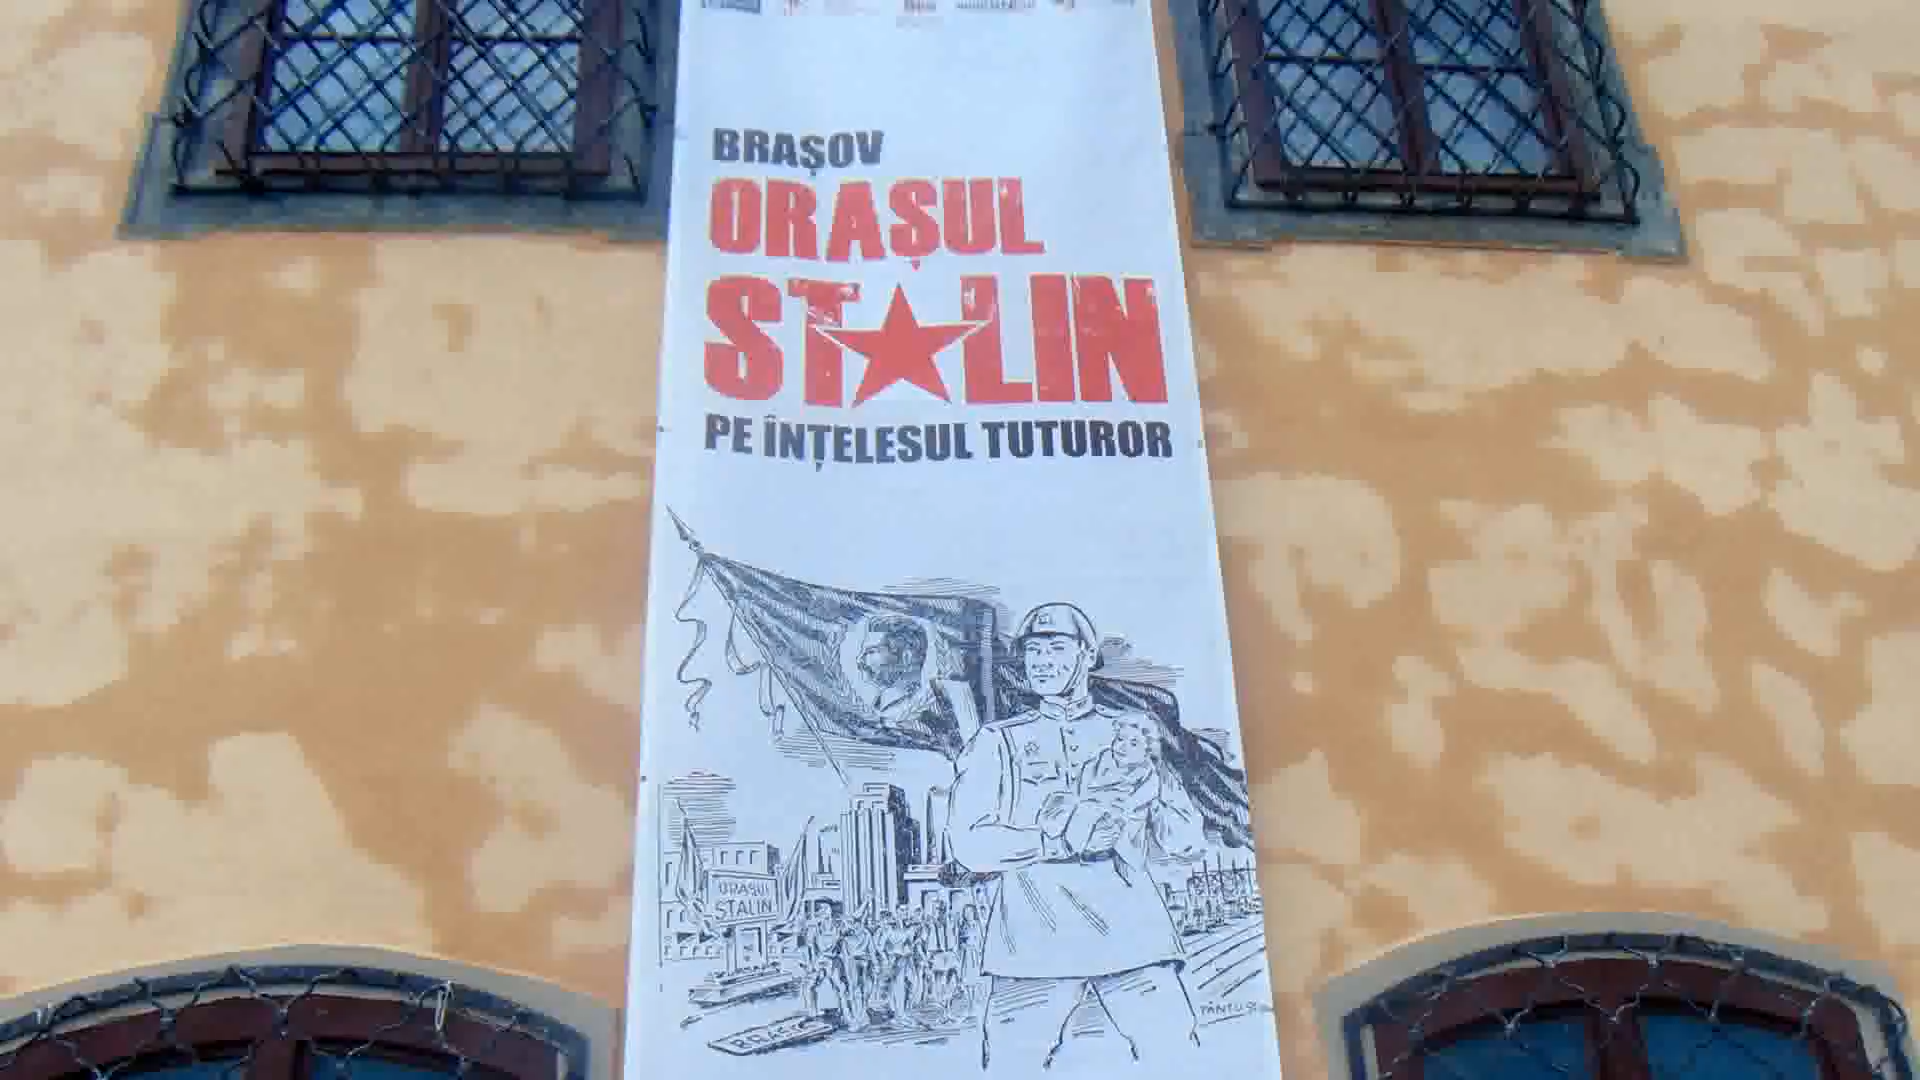 BRAȘOV
ORAȘUL
ST★LIN
PE ÎNȚELESUL TUTUROR
ORAȘUL
STALIN